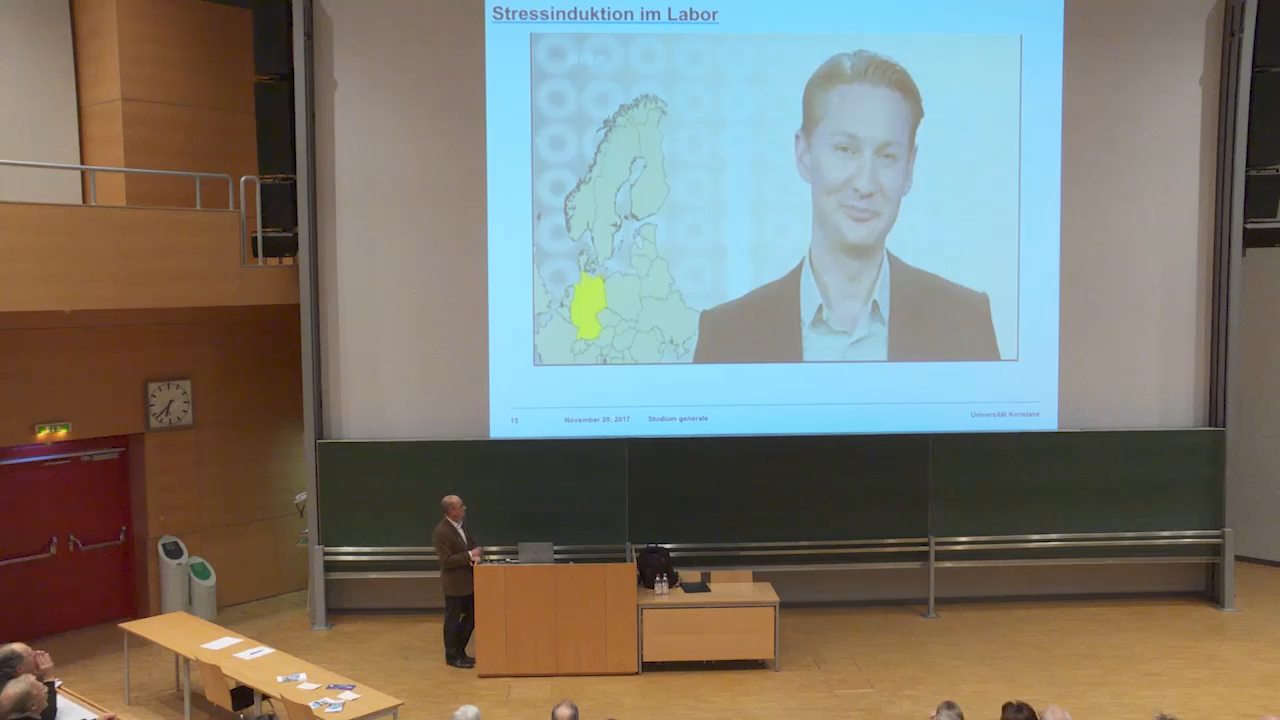 Stressinduktion im Labor
15 November 20, 2017 Studium generale Universität Konstanz